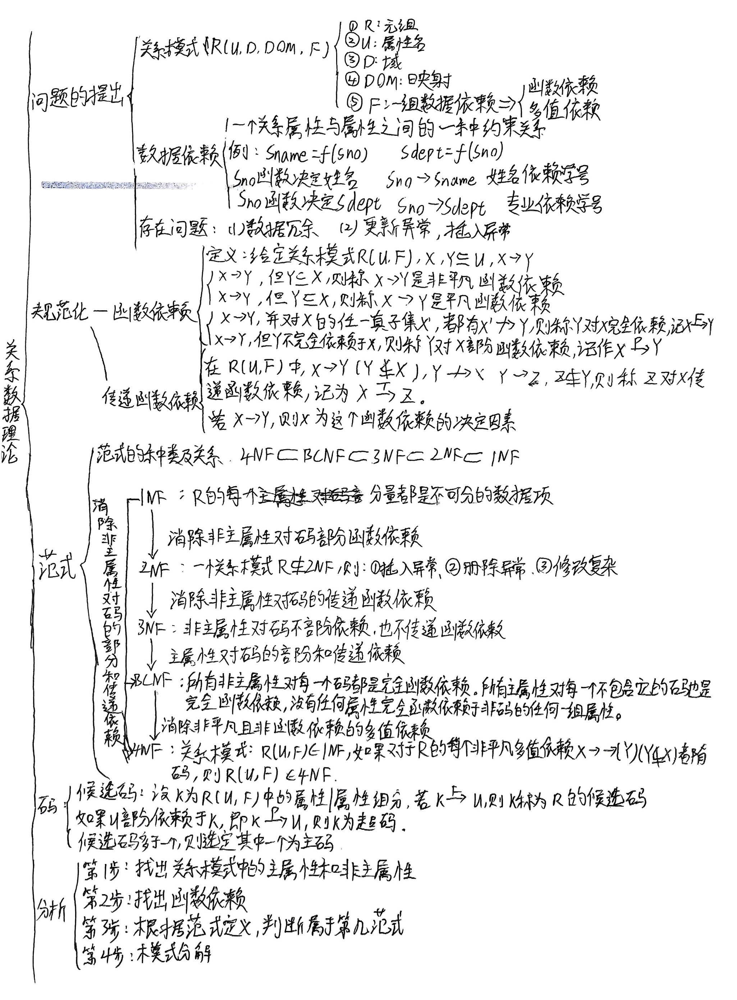 关系数据理论
问题的提出
关系模式 R(U, D, DOM, F)
① R: 元组
② U: 属性名
③ D: 域
④ DOM: 映射
⑤ F: 一组数据依赖 ⇒
函数依赖
多值依赖
数据依赖
一个关系属性与属性之间的一种约束关系
例: Sname=f(sno) Sdept=f(Sno)
Sno函数决定姓名 Sno→Sname 姓名依赖学号
Sno函数决定Sdept Sno→Sdept 专业依赖学号
存在问题: (1)数据冗余 (2) 更新异常, 插入异常
规范化 — 函数依赖
定义: 给定关系模式R(U,F), X,Y⊆U, X→Y
X→Y, 但Y⊆X, 则称 X→Y是非平凡函数依赖
X→Y, 但Y⊆X, 则称 X→Y是平凡函数依赖
X→Y, 并对X的任一真子集X', 都有X'↛Y, 则称Y对X完全依赖, 记X F→ Y
X→Y, 但Y不完全依赖于X, 则称Y对X部份函数依赖, 记作X P→ Y
传递函数依赖
在 R(U,F)中, X→Y (Y⊈X), Y↛X Y→Z, Z⊈Y, 则称 Z对X传
递函数依赖, 记为 X T→ Z。
若 X→Y, 则X为这个函数依赖的决定因素
范式
范式的种类及关系. 4NF⊂BCNF⊂3NF⊂2NF⊂1NF
消除非主属性对码的部分和传递依赖
1NF: R的每个分量都是不可分的数据项
消除非主属性对码部分函数依赖
2NF: 一个关系模式R∉2NF, 则: ①插入异常、②删除异常、③修改复杂
消除非主属性对码的传递函数依赖
3NF: 非主属性对码不部份依赖, 也不传递函数依赖
主属性对码的部份和传递依赖
BCNF: 所有非主属性对每一个码都是完全函数依赖。所有主属性对每一个不包含它的码也是
完全函数依赖, 没有任何属性完全函数依赖于非码的任何一组属性。
消除非平凡且非函数依赖的多值依赖
4NF: 关系模式: R(U,F)∈1NF, 如果对于R的每个非平凡多值依赖X→→(Y)(Y⊈X)都有
码, 则R(U,F)∈4NF.
码:
候选码: 设K为R(U,F)中的属性/属性组分, 若K F→ U, 则K称为R的候选码
如果U部份依赖于K, 即K P→ U, 则K为超码.
候选码多于一个, 则选定其中一个为主码.
分析
第1步: 找出关系模式中的主属性和非主属性
第2步: 找出函数依赖
第3步: 根据范式定义, 判断属于第几范式
第4步: 模式分解